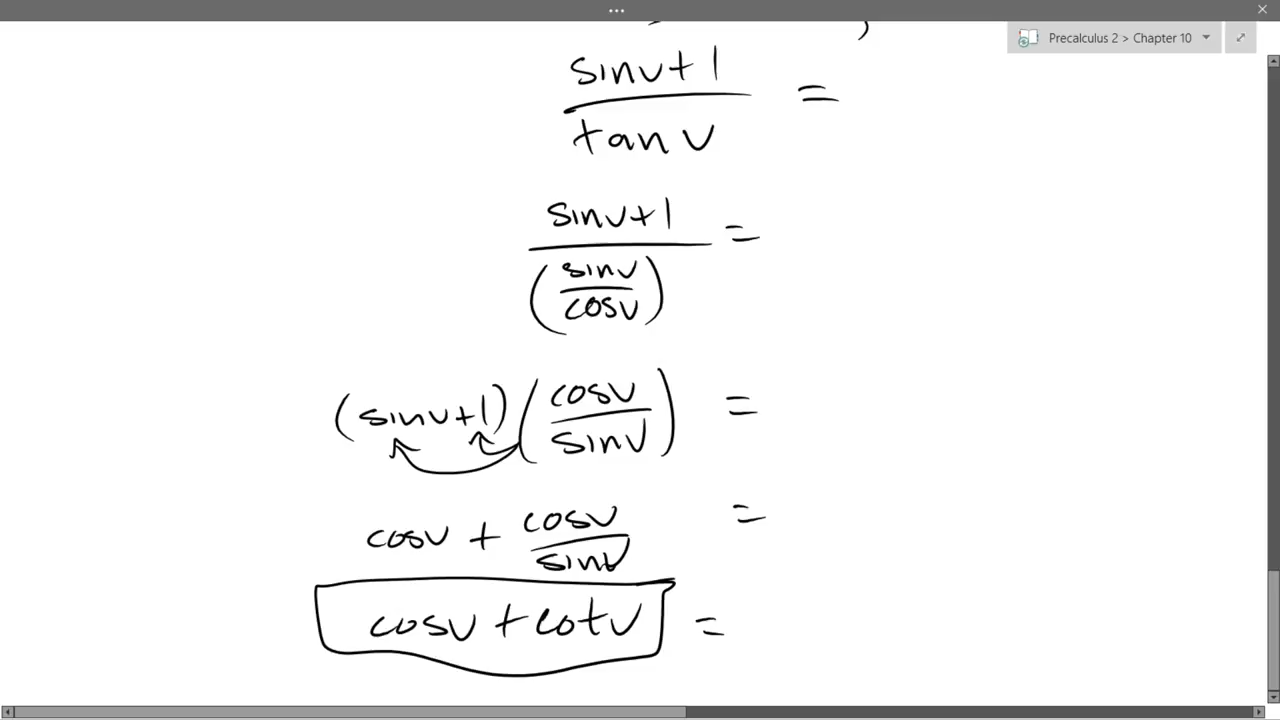 Precalculus 2 > Chapter 10
sinv+1
tanv
=
sinv+1
(sinv
cosv)
=
(sinv+1)(cosv
sinv)
=
cosv + cosv
sinv
=
cosv + cotv =